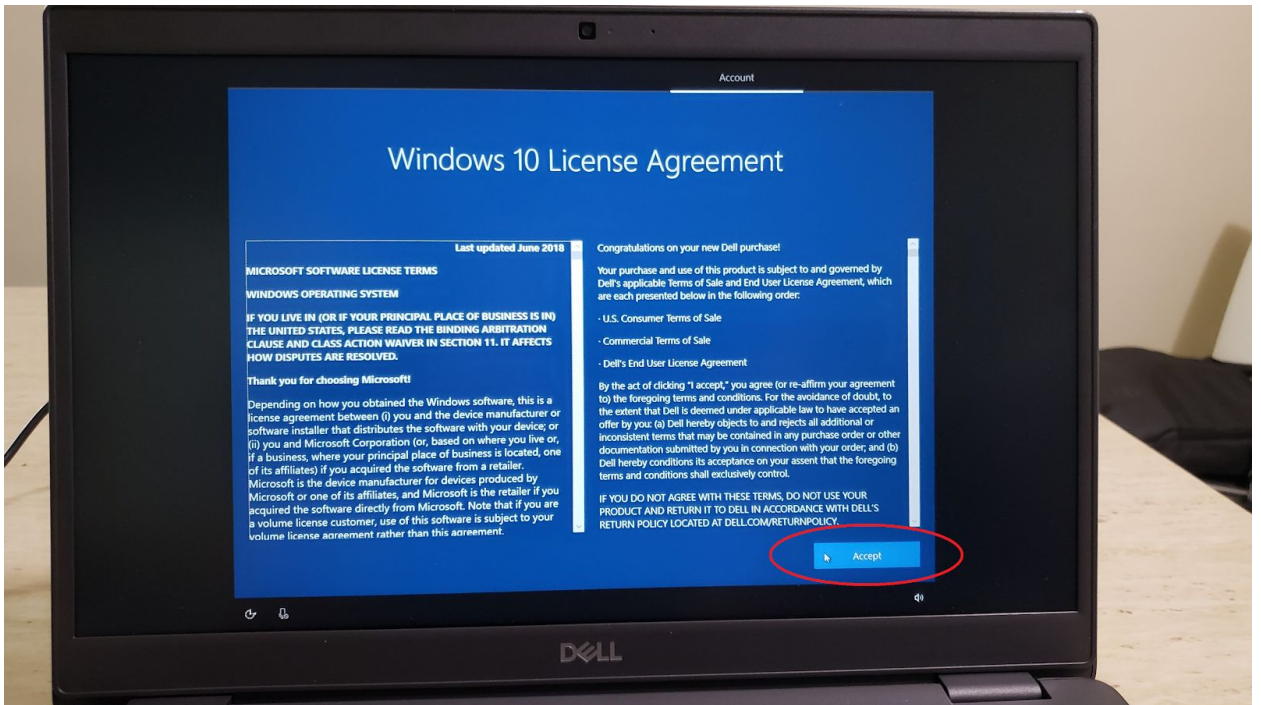 Account
Windows 10 License Agreement
Last updated June 2018
MICROSOFT SOFTWARE LICENSE TERMS
WINDOWS OPERATING SYSTEM
IF YOU LIVE IN (OR IF YOUR PRINCIPAL PLACE OF BUSINESS IS IN)
THE UNITED STATES, PLEASE READ THE BINDING ARBITRATION
CLAUSE AND CLASS ACTION WAIVER IN SECTION 11. IT AFFECTS
HOW DISPUTES ARE RESOLVED.
Thank you for choosing Microsoft!
Depending on how you obtained the Windows software, this is a
license agreement between (i) you and the device manufacturer or
software installer that distributes the software with your device; or
(ii) you and Microsoft Corporation (or, based on where you live or,
if a business, where your principal place of business is located, one
of its affiliates) if you acquired the software from a retailer.
Microsoft is the device manufacturer for devices produced by
Microsoft or one of its affiliates, and Microsoft is the retailer if you
acquired the software directly from Microsoft. Note that if you are
a volume license customer, use of this software is subject to your
volume license agreement rather than this agreement.
Congratulations on your new Dell purchase!
Your purchase and use of this product is subject to and governed by
Dell's applicable Terms of Sale and End User License Agreement, which
are each presented below in the following order:
· U.S. Consumer Terms of Sale
· Commercial Terms of Sale
· Dell's End User License Agreement
By the act of clicking "I accept," you agree (or re-affirm your agreement
to) the foregoing terms and conditions. For the avoidance of doubt, to
the extent that Dell is deemed under applicable law to have accepted an
offer by you: (a) Dell hereby objects to and rejects all additional or
inconsistent terms that may be contained in any purchase order or other
documentation submitted by you in connection with your order; and (b)
Dell hereby conditions its acceptance on your assent that the foregoing
terms and conditions shall exclusively control.
IF YOU DO NOT AGREE WITH THESE TERMS, DO NOT USE YOUR
PRODUCT AND RETURN IT TO DELL IN ACCORDANCE WITH DELL'S
RETURN POLICY LOCATED AT DELL.COM/RETURNPOLICY.
Accept
DELL